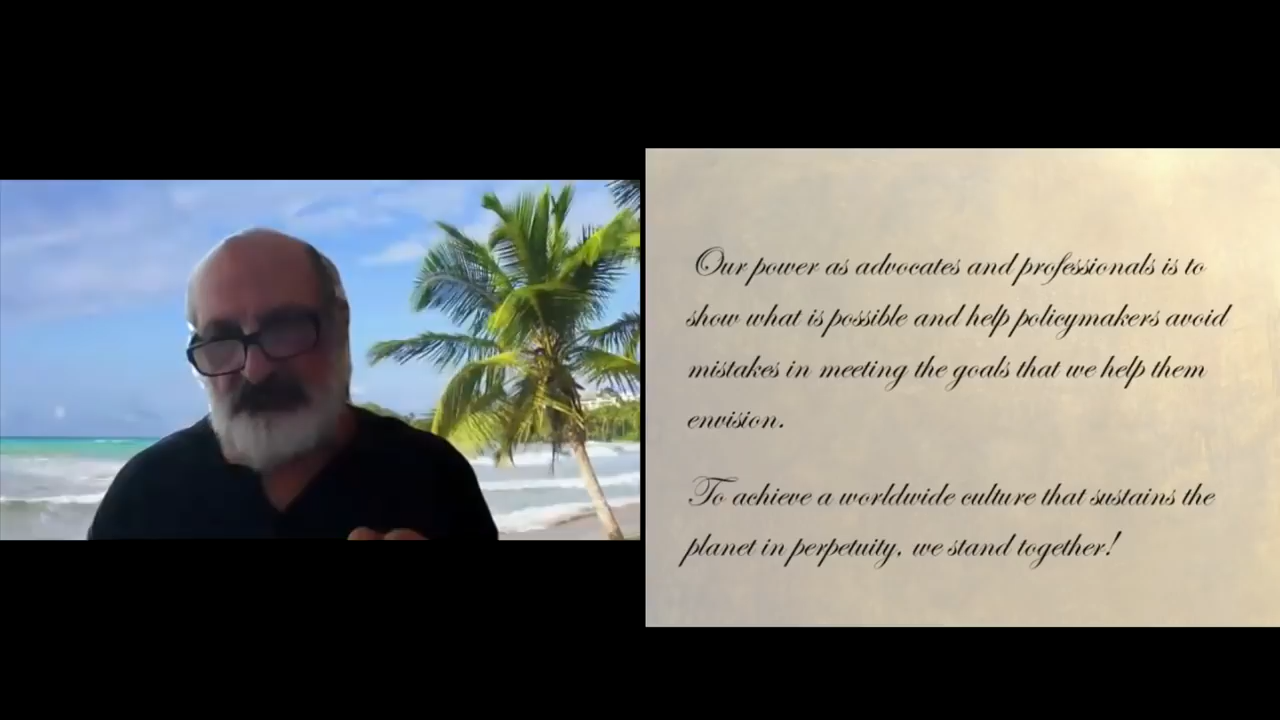 Our power as advocates and professionals is to
show what is possible and help policymakers avoid
mistakes in meeting the goals that we help them
envision.
To achieve a worldwide culture that sustains the
planet in perpetuity, we stand together!